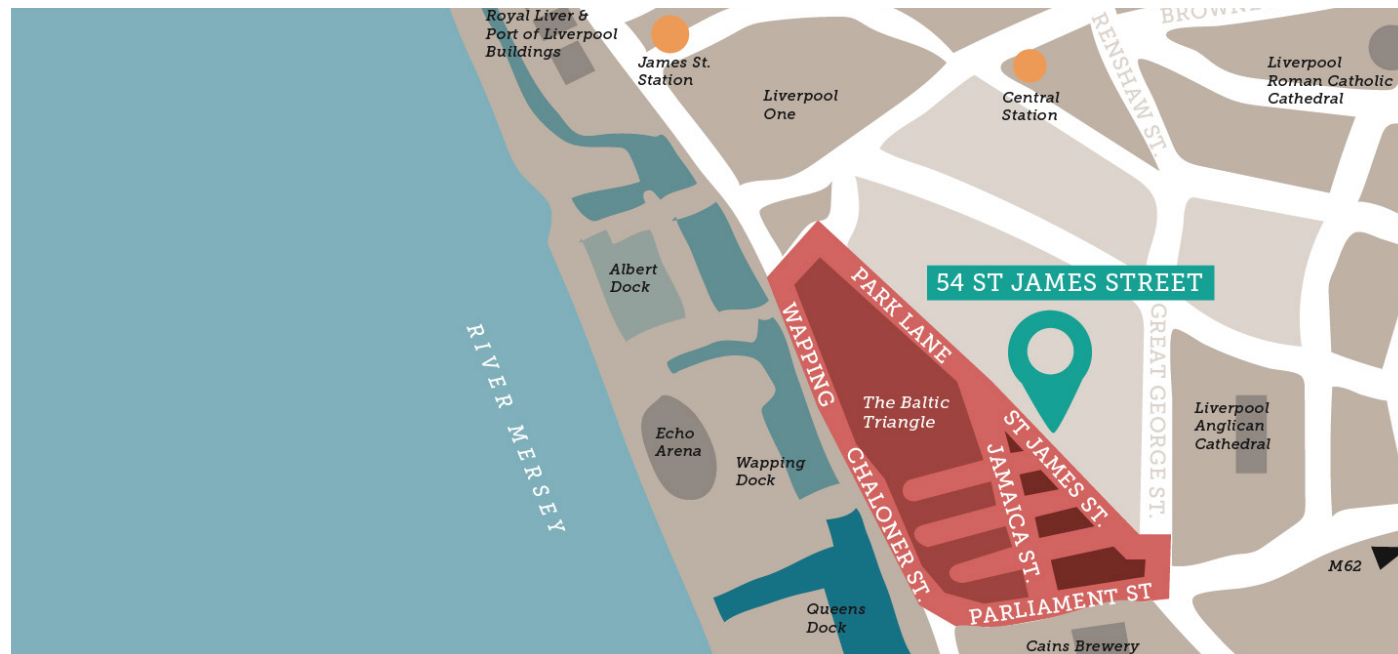 Royal Liver &
Port of Liverpool
Buildings
James St.
Station
Liverpool
One
Central
Station
RENSHAW ST.
Liverpool
Roman Catholic
Cathedral
Albert
Dock
54 ST JAMES STREET
PARK LANE
WAPPING
The Baltic
Triangle
GREAT GEORGE ST.
Liverpool
Anglican
Cathedral
RIVER MERSEY
Echo
Arena
Wapping
Dock
ST JAMES ST.
JAMAICA ST.
CHALONER ST.
M62
PARLIAMENT ST
Queens
Dock
Cains Brewery